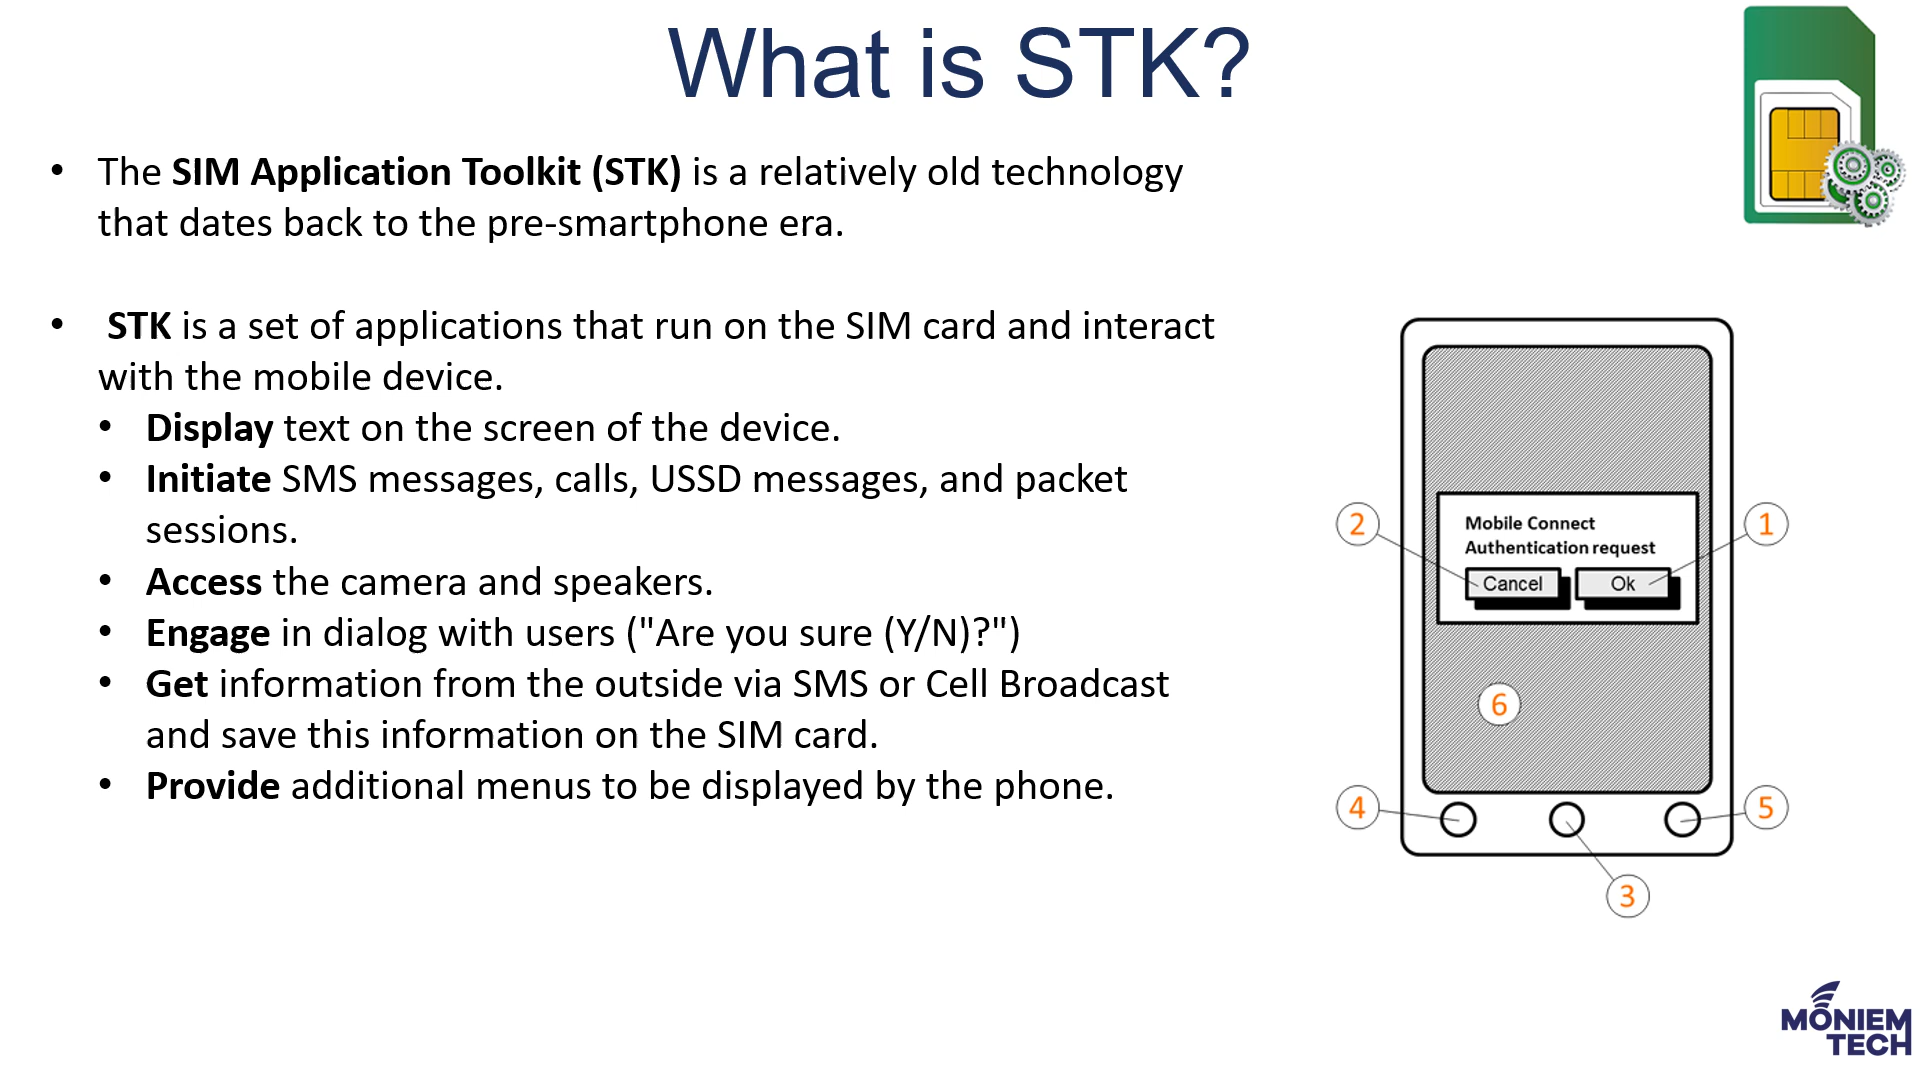 What is STK?
• The SIM Application Toolkit (STK) is a relatively old technology
that dates back to the pre-smartphone era.
• STK is a set of applications that run on the SIM card and interact
with the mobile device.
• Display text on the screen of the device.
• Initiate SMS messages, calls, USSD messages, and packet
sessions.
• Access the camera and speakers.
• Engage in dialog with users ("Are you sure (Y/N)?")
• Get information from the outside via SMS or Cell Broadcast
and save this information on the SIM card.
• Provide additional menus to be displayed by the phone.
2
1
Mobile Connect
Authentication request
Cancel
Ok
6
4
5
3
MONIEM
TECH